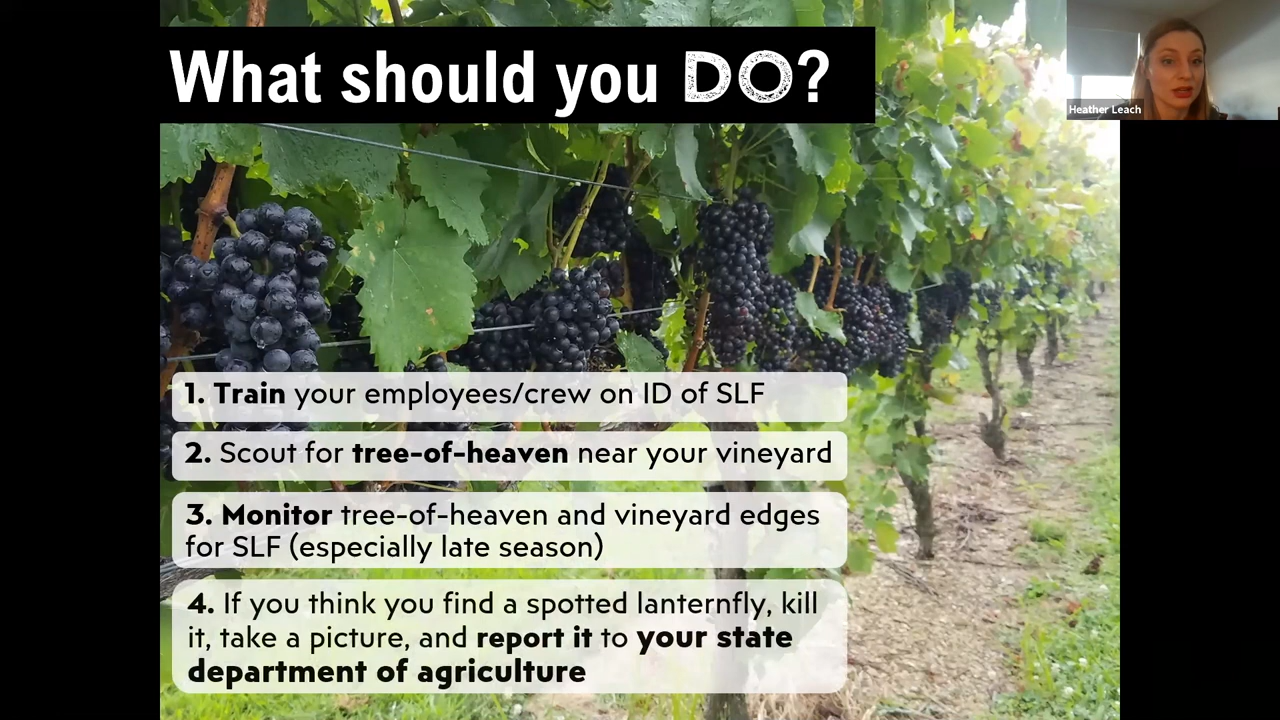 What should you DO?
Heather Leach
1. Train your employees/crew on ID of SLF
2. Scout for tree-of-heaven near your vineyard
3. Monitor tree-of-heaven and vineyard edges
for SLF (especially late season)
4. If you think you find a spotted lanternfly, kill
it, take a picture, and report it to your state
department of agriculture